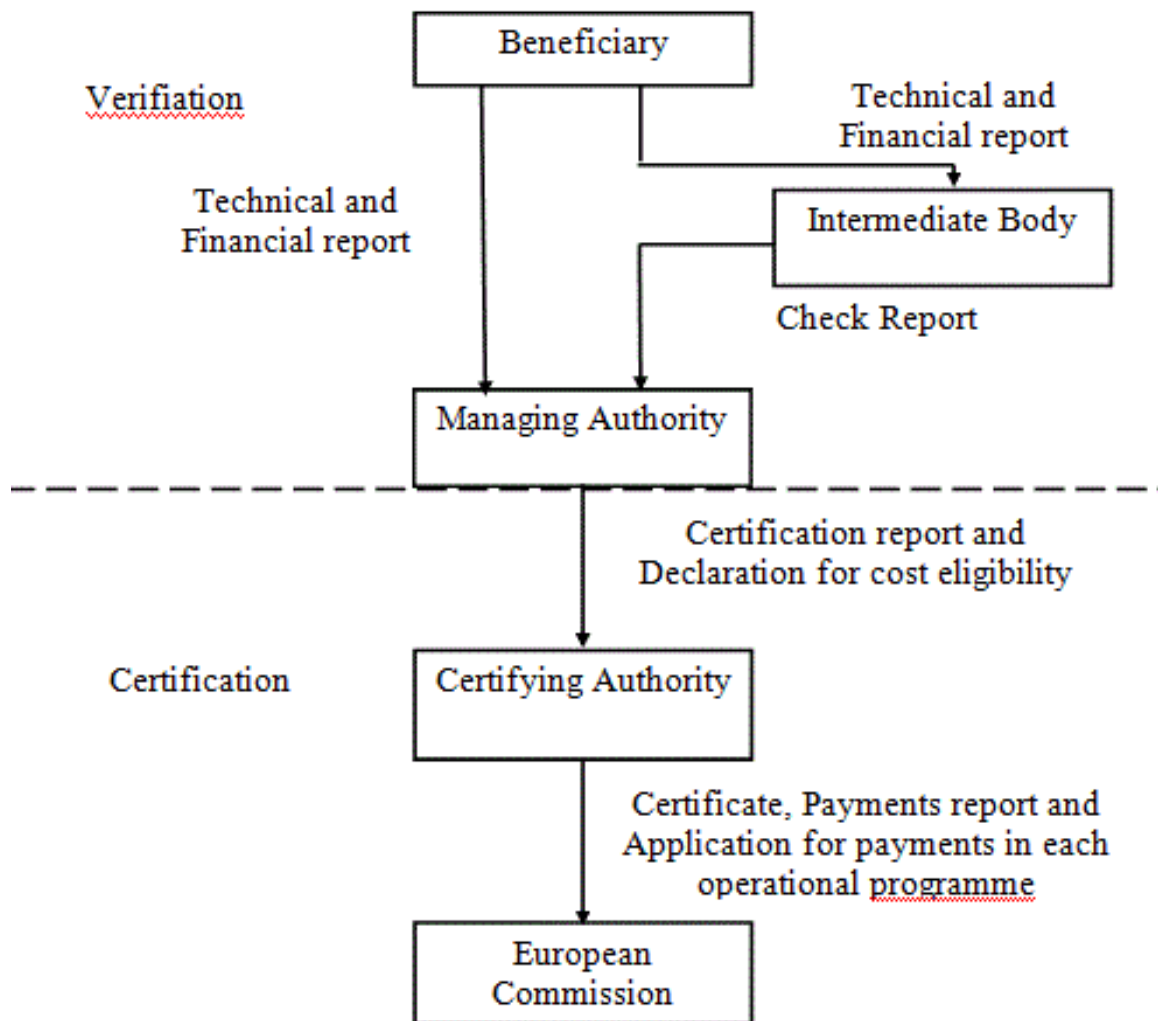 Beneficiary
Verifiation
Technical and
Financial report
Technical and
Financial report
Intermediate Body
Check Report
Managing Authority
Certification report and
Declaration for cost eligibility
Certification
Certifying Authority
Certificate, Payments report and
Application for payments in each
operational programme
European
Commission